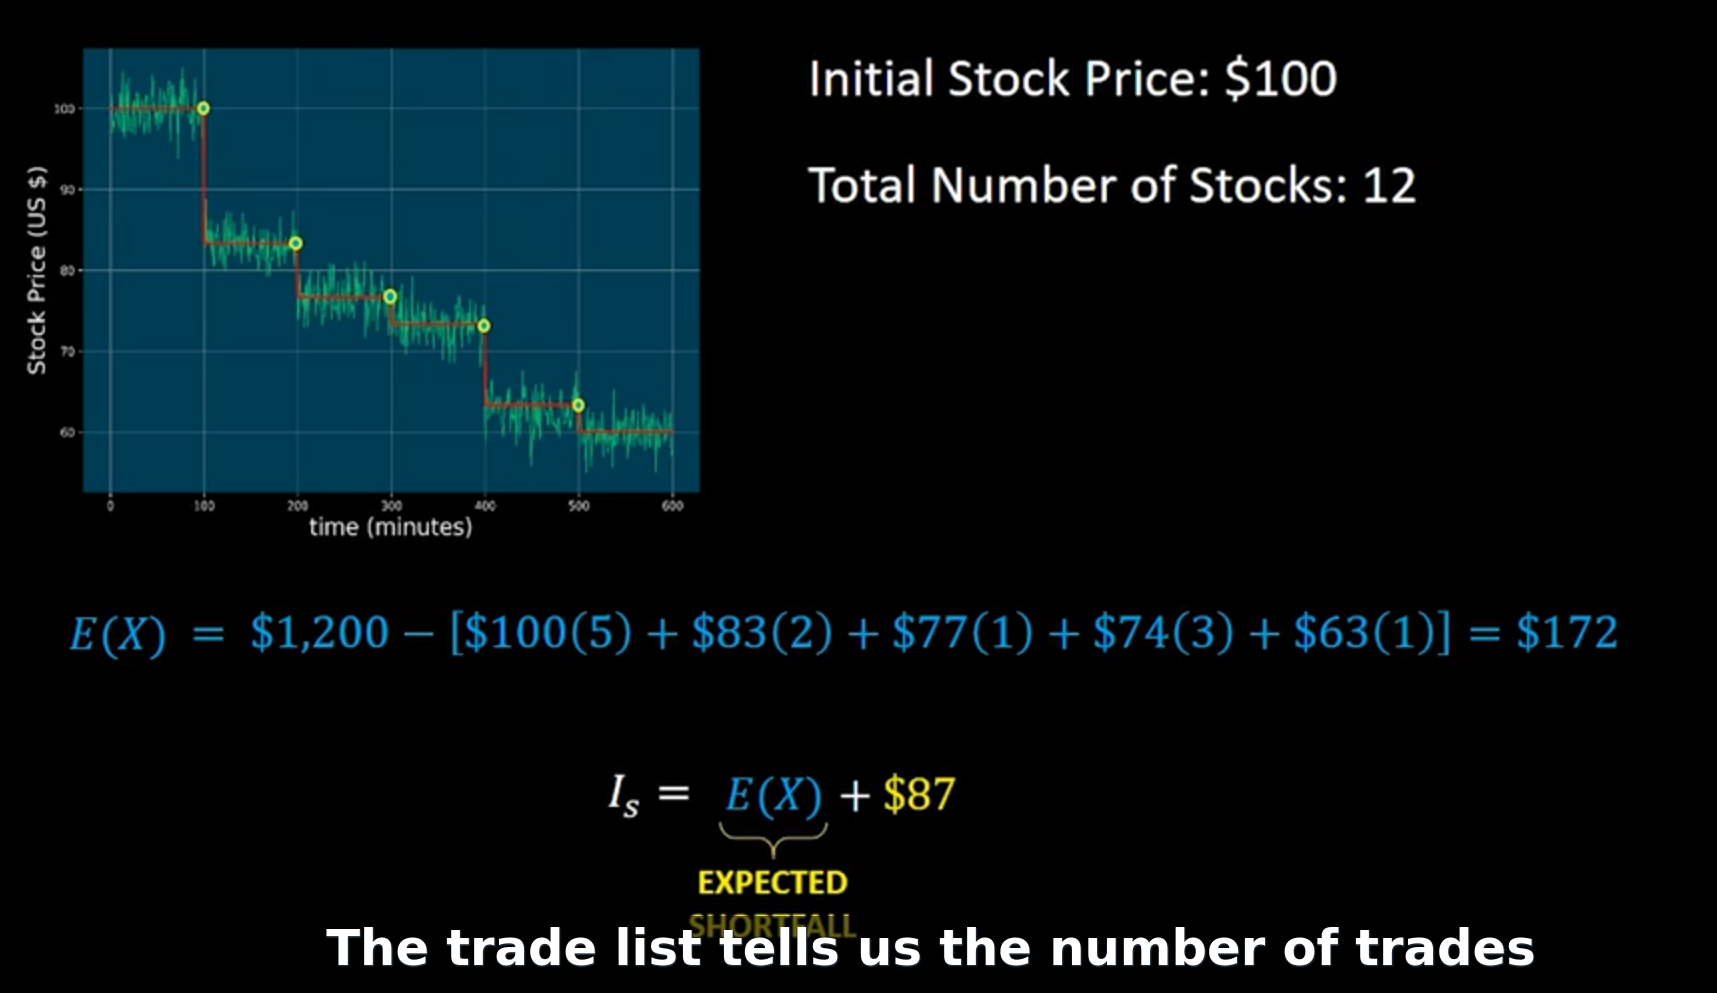 Initial Stock Price: $100
Total Number of Stocks: 12
Stock Price (US $)
100
90
80
70
60
0 100 200 300 400 500 600
time (minutes)
E(X) = $1,200 − [$100(5) + $83(2) + $77(1) + $74(3) + $63(1)] = $172
Is = E(X) + $87
EXPECTED
SHORTFALL
The trade list tells us the number of trades